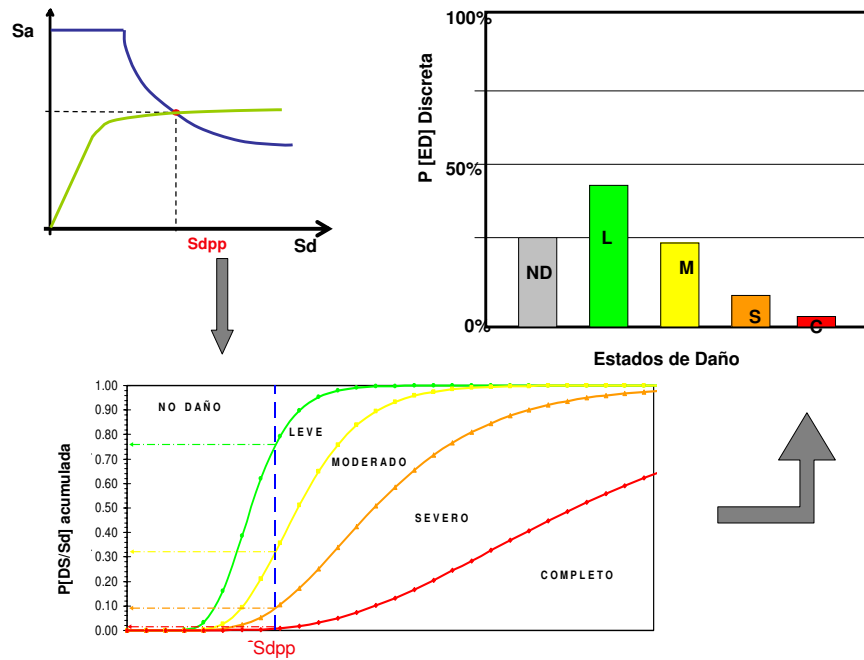 Sa
Sdpp
Sd
100%
50%
0%
P [ED] Discreta
ND
L
M
S
C
Estados de Daño
1.00
0.90
0.80
0.70
0.60
0.50
0.40
0.30
0.20
0.10
0.00
P[DS/Sd] acumulada
NO DAÑO
LEVE
MODERADO
SEVERO
COMPLETO
Sdpp